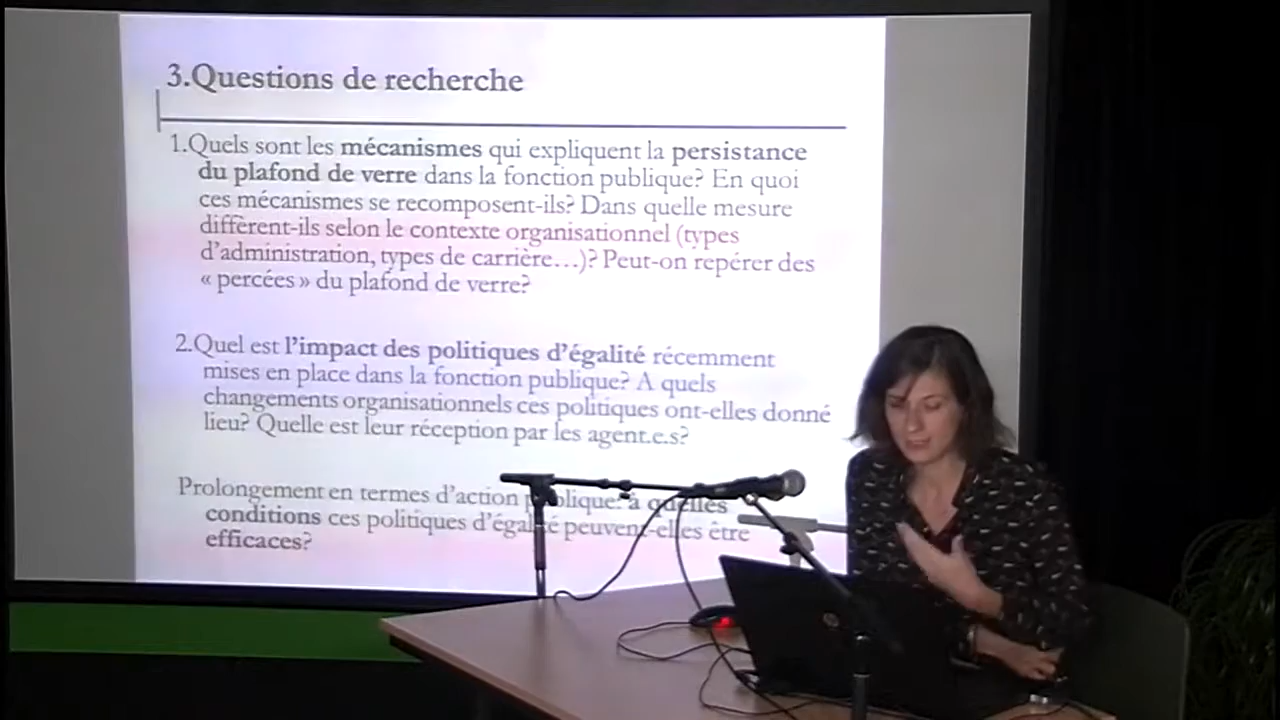 3.Questions de recherche
1.Quels sont les mécanismes qui expliquent la persistance
du plafond de verre dans la fonction publique? En quoi
ces mécanismes se recomposent-ils? Dans quelle mesure
diffèrent-ils selon le contexte organisationnel (types
d'administration, types de carrière…)? Peut-on repérer des
« percées » du plafond de verre?
2.Quel est l'impact des politiques d'égalité récemment
mises en place dans la fonction publique? A quels
changements organisationnels ces politiques ont-elles donné
lieu? Quelle est leur réception par les agent.e.s?
Prolongement en termes d'action publique: à quelles
conditions ces politiques d'égalité peuvent-elles être
efficaces?